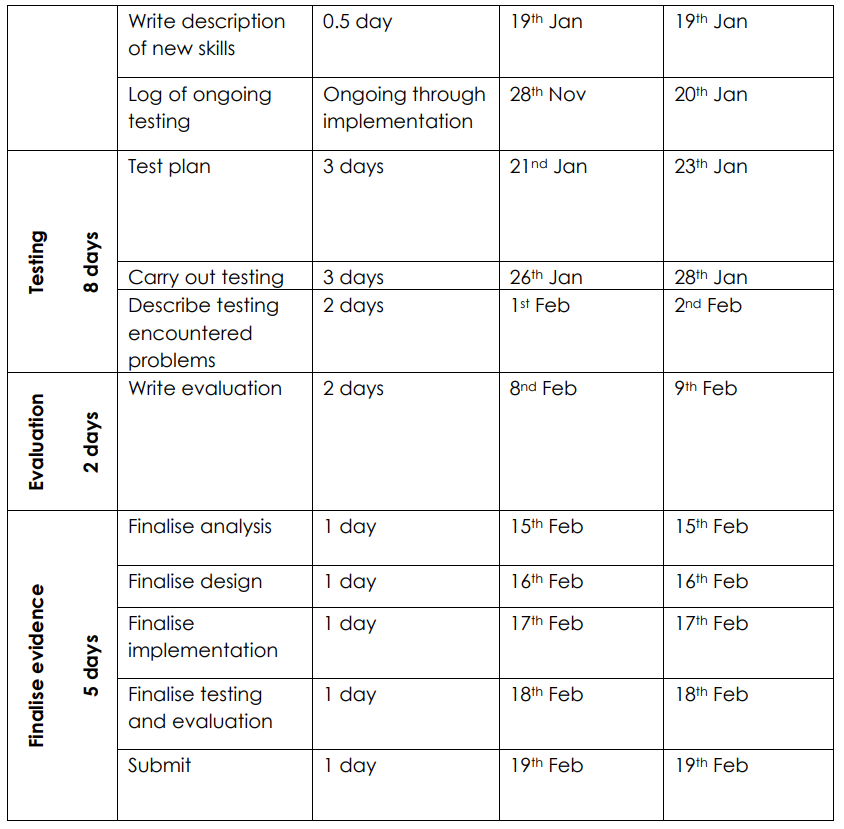 Write description 0.5 day 19th Jan 19th Jan
of new skills
Log of ongoing Ongoing through 28th Nov 20th Jan
testing implementation
Testing
8 days
Test plan 3 days 21nd Jan 23th Jan
Carry out testing 3 days 26th Jan 28th Jan
Describe testing 2 days 1st Feb 2nd Feb
encountered
problems
Evaluation
2 days
Write evaluation 2 days 8nd Feb 9th Feb
Finalise evidence
5 days
Finalise analysis 1 day 15th Feb 15th Feb
Finalise design 1 day 16th Feb 16th Feb
Finalise 1 day 17th Feb 17th Feb
implementation
Finalise testing 1 day 18th Feb 18th Feb
and evaluation
Submit 1 day 19th Feb 19th Feb